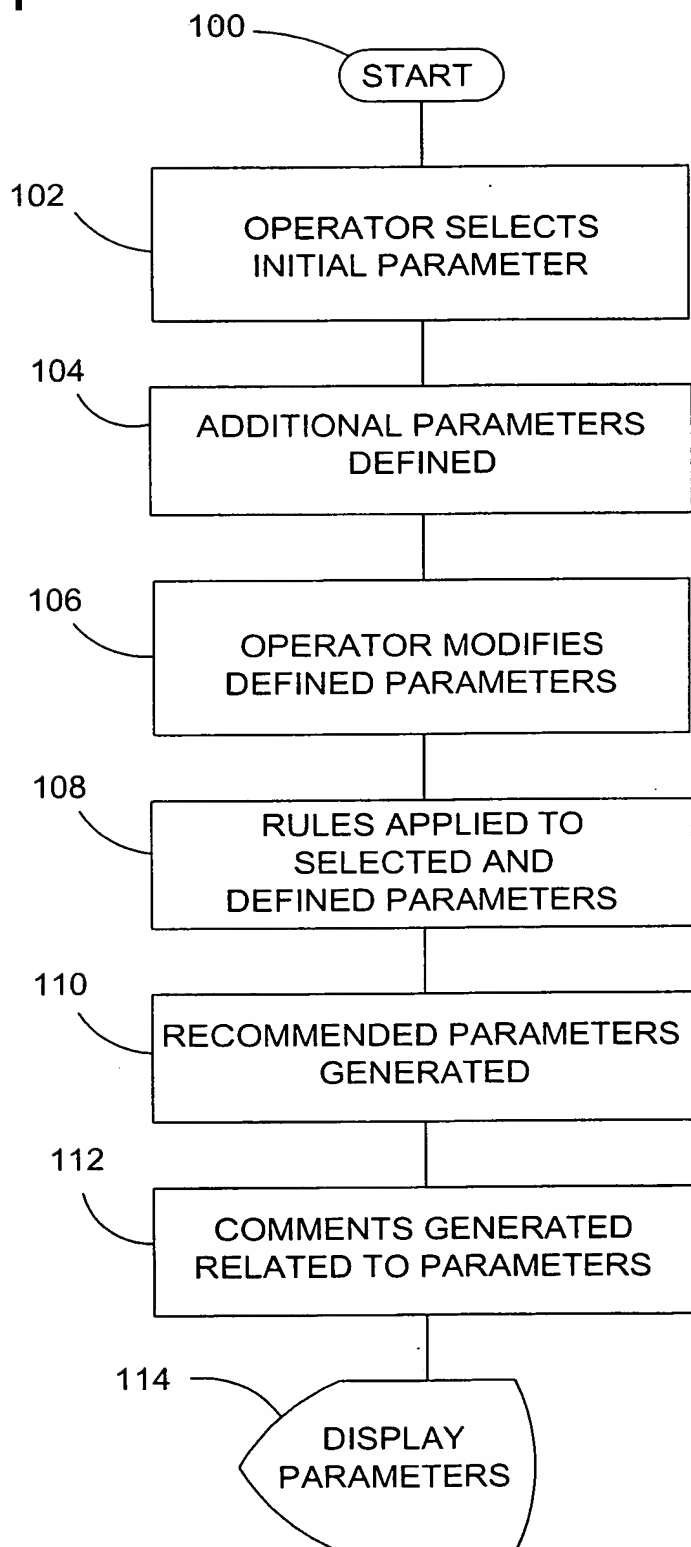 100
START
102
OPERATOR SELECTS
INITIAL PARAMETER
104
ADDITIONAL PARAMETERS
DEFINED
106
OPERATOR MODIFIES
DEFINED PARAMETERS
108
RULES APPLIED TO
SELECTED AND
DEFINED PARAMETERS
110
RECOMMENDED PARAMETERS
GENERATED
112
COMMENTS GENERATED
RELATED TO PARAMETERS
114
DISPLAY
PARAMETERS